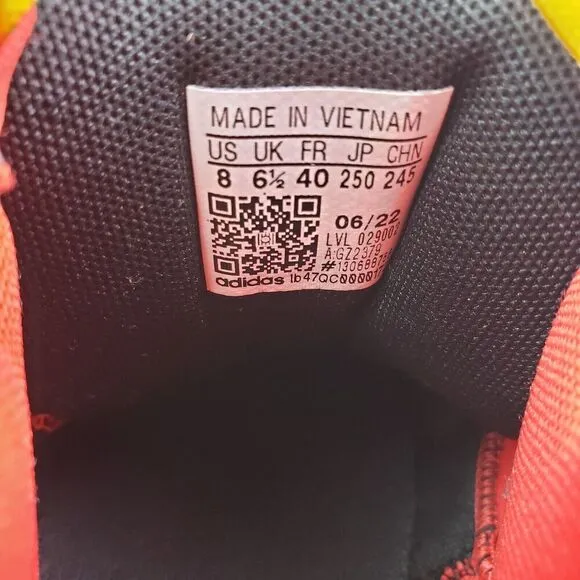 MADE IN VIETNAM
US UK FR JP CHN
8 6½ 40 250 245
06/22
LVL 029002
A:GZ2379
adidas